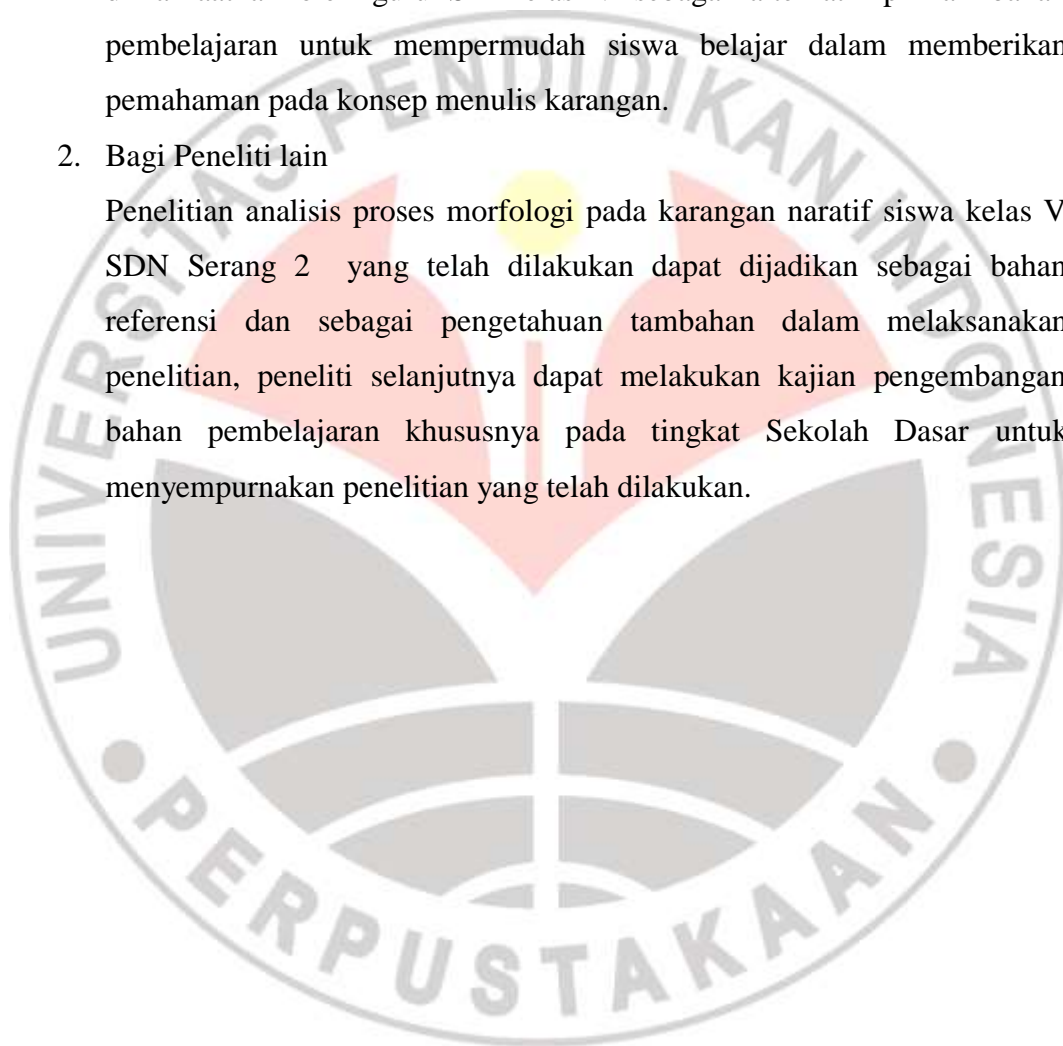 pembelajaran untuk mempermudah siswa belajar dalam memberikan
pemahaman pada konsep menulis karangan.
2. Bagi Peneliti lain
Penelitian analisis proses morfologi pada karangan naratif siswa kelas V
SDN Serang 2 yang telah dilakukan dapat dijadikan sebagai bahan
referensi dan sebagai pengetahuan tambahan dalam melaksanakan
penelitian, peneliti selanjutnya dapat melakukan kajian pengembangan
bahan pembelajaran khususnya pada tingkat Sekolah Dasar untuk
menyempurnakan penelitian yang telah dilakukan.
UNIVERSITAS PENDIDIKAN INDONESIA
PERPUSTAKAAN